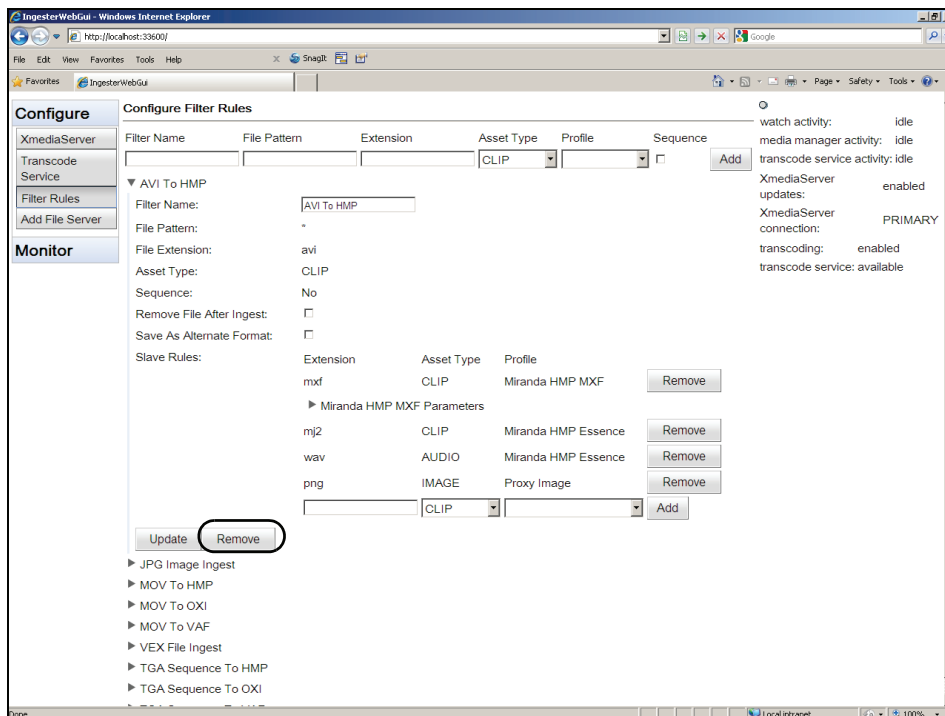 IngesterWebGui - Windows Internet Explorer
http://localhost:33600/
Google
File Edit View Favorites Tools Help
x SnagIt
Favorites IngesterWebGui
Page Safety Tools
Configure
XmediaServer
Transcode Service
Filter Rules
Add File Server
Monitor
Configure Filter Rules
Filter Name File Pattern Extension Asset Type Profile Sequence
CLIP Add
AVI To HMP
Filter Name: AVI To HMP
File Pattern: *
File Extension: avi
Asset Type: CLIP
Sequence: No
Remove File After Ingest:
Save As Alternate Format:
Slave Rules: Extension Asset Type Profile
mxf CLIP Miranda HMP MXF Remove
Miranda HMP MXF Parameters
mj2 CLIP Miranda HMP Essence Remove
wav AUDIO Miranda HMP Essence Remove
png IMAGE Proxy Image Remove
CLIP Add
Update Remove
JPG Image Ingest
MOV To HMP
MOV To OXI
MOV To VAF
VEX File Ingest
TGA Sequence To HMP
TGA Sequence To OXI
watch activity: idle
media manager activity: idle
transcode service activity: idle
XmediaServer updates: enabled
XmediaServer connection: PRIMARY
transcoding: enabled
transcode service: available
Done Local intranet 100%